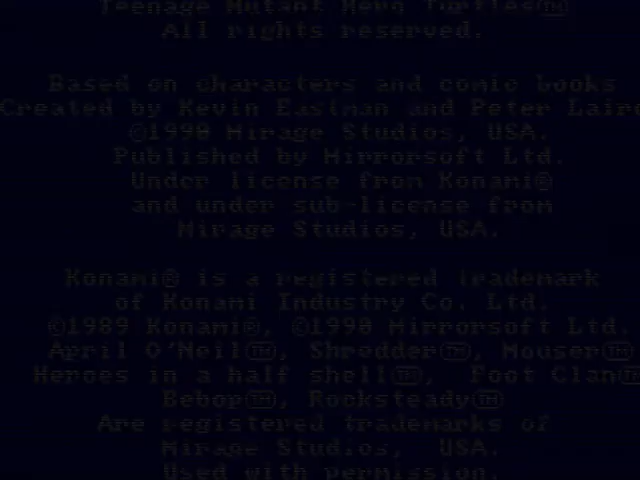 Teenage Mutant Hero Turtles™
All rights reserved.
Based on characters and comic books
Created by Kevin Eastman and Peter Laird
©1990 Mirage Studios, USA.
Published by Mirrorsoft Ltd.
Under license from Konami®
and under sub-license from
Mirage Studios, USA.
Konami® is a registered trademark
of Konami Industry Co. Ltd.
©1989 Konami®, ©1990 Mirrorsoft Ltd.
April O'Neil™, Shredder™, Mouser™
Heroes in a half shell™, Foot Clan™
Bebop™, Rocksteady™
Are registered trademarks of
Mirage Studios, USA.
Used with permission.